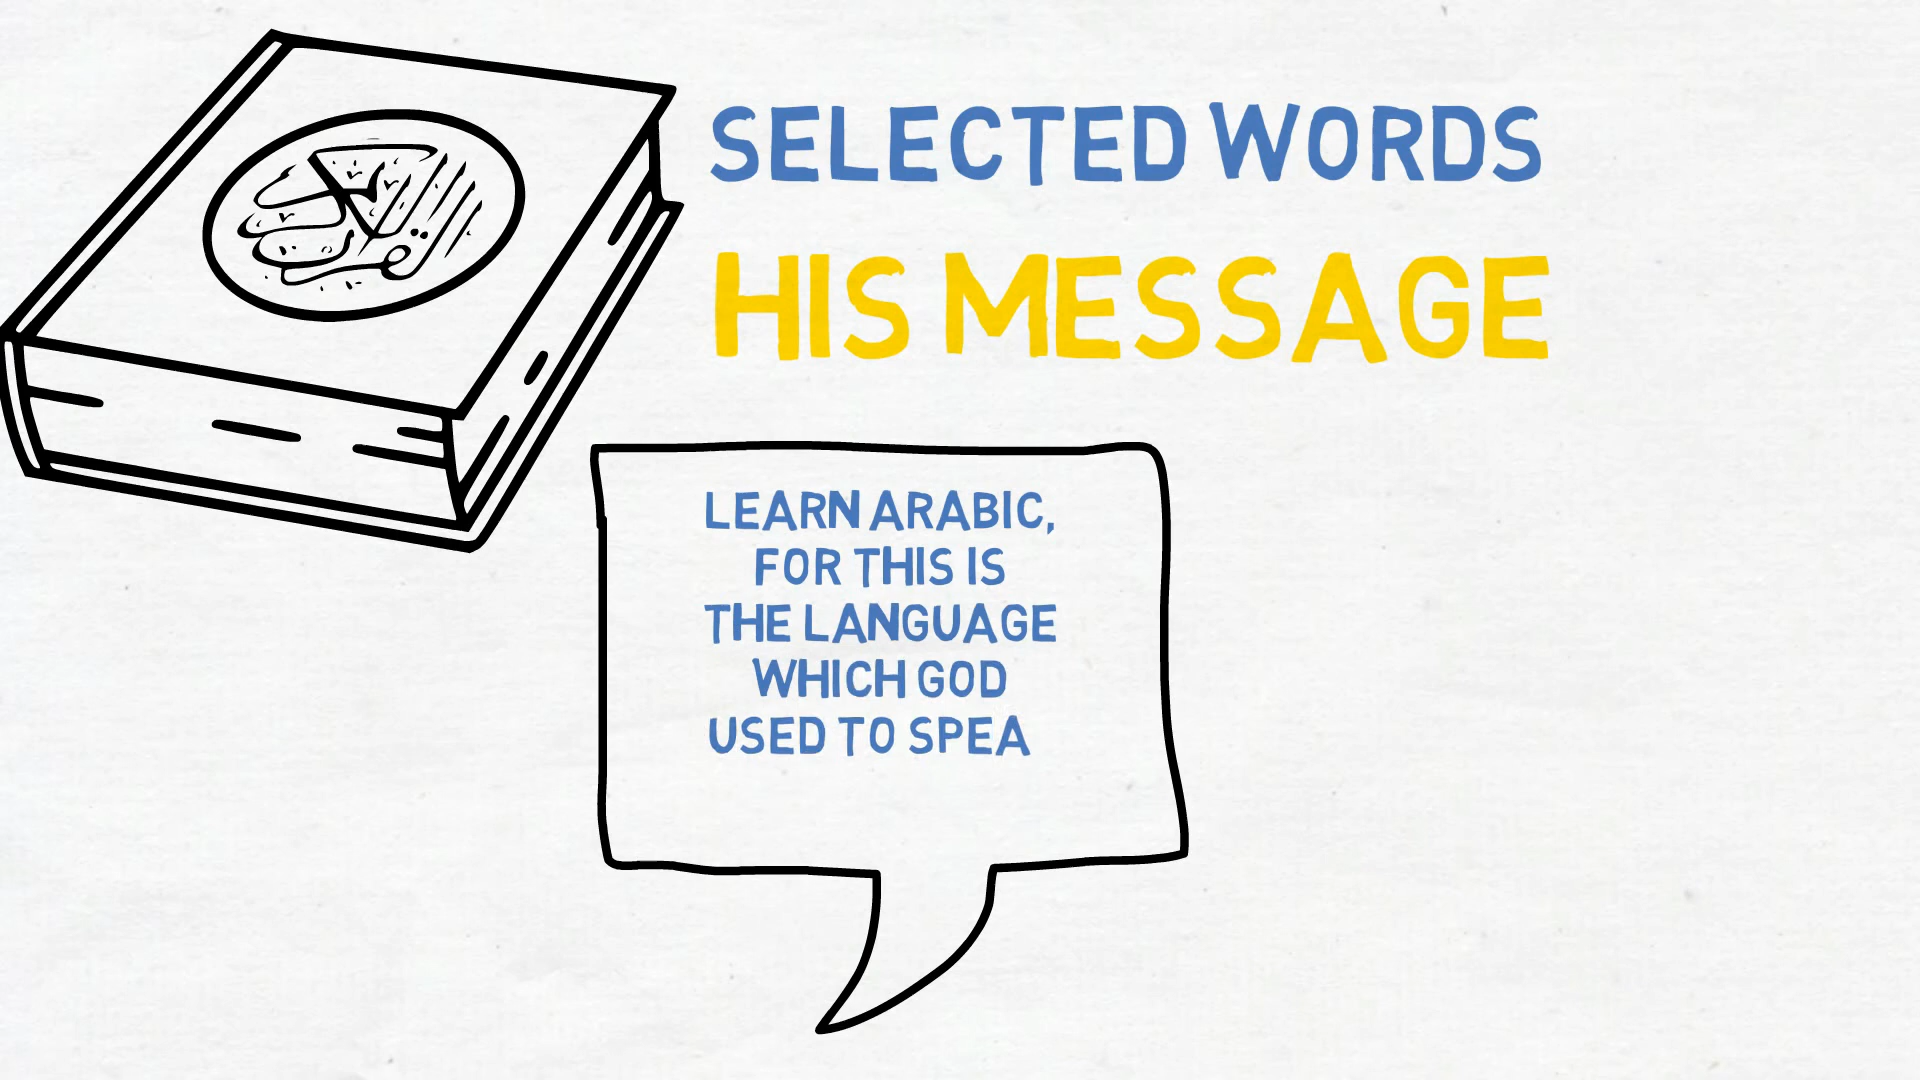 SELECTED WORDS
HIS MESSAGE
LEARN ARABIC,
FOR THIS IS
THE LANGUAGE
WHICH GOD
USED TO SPEA